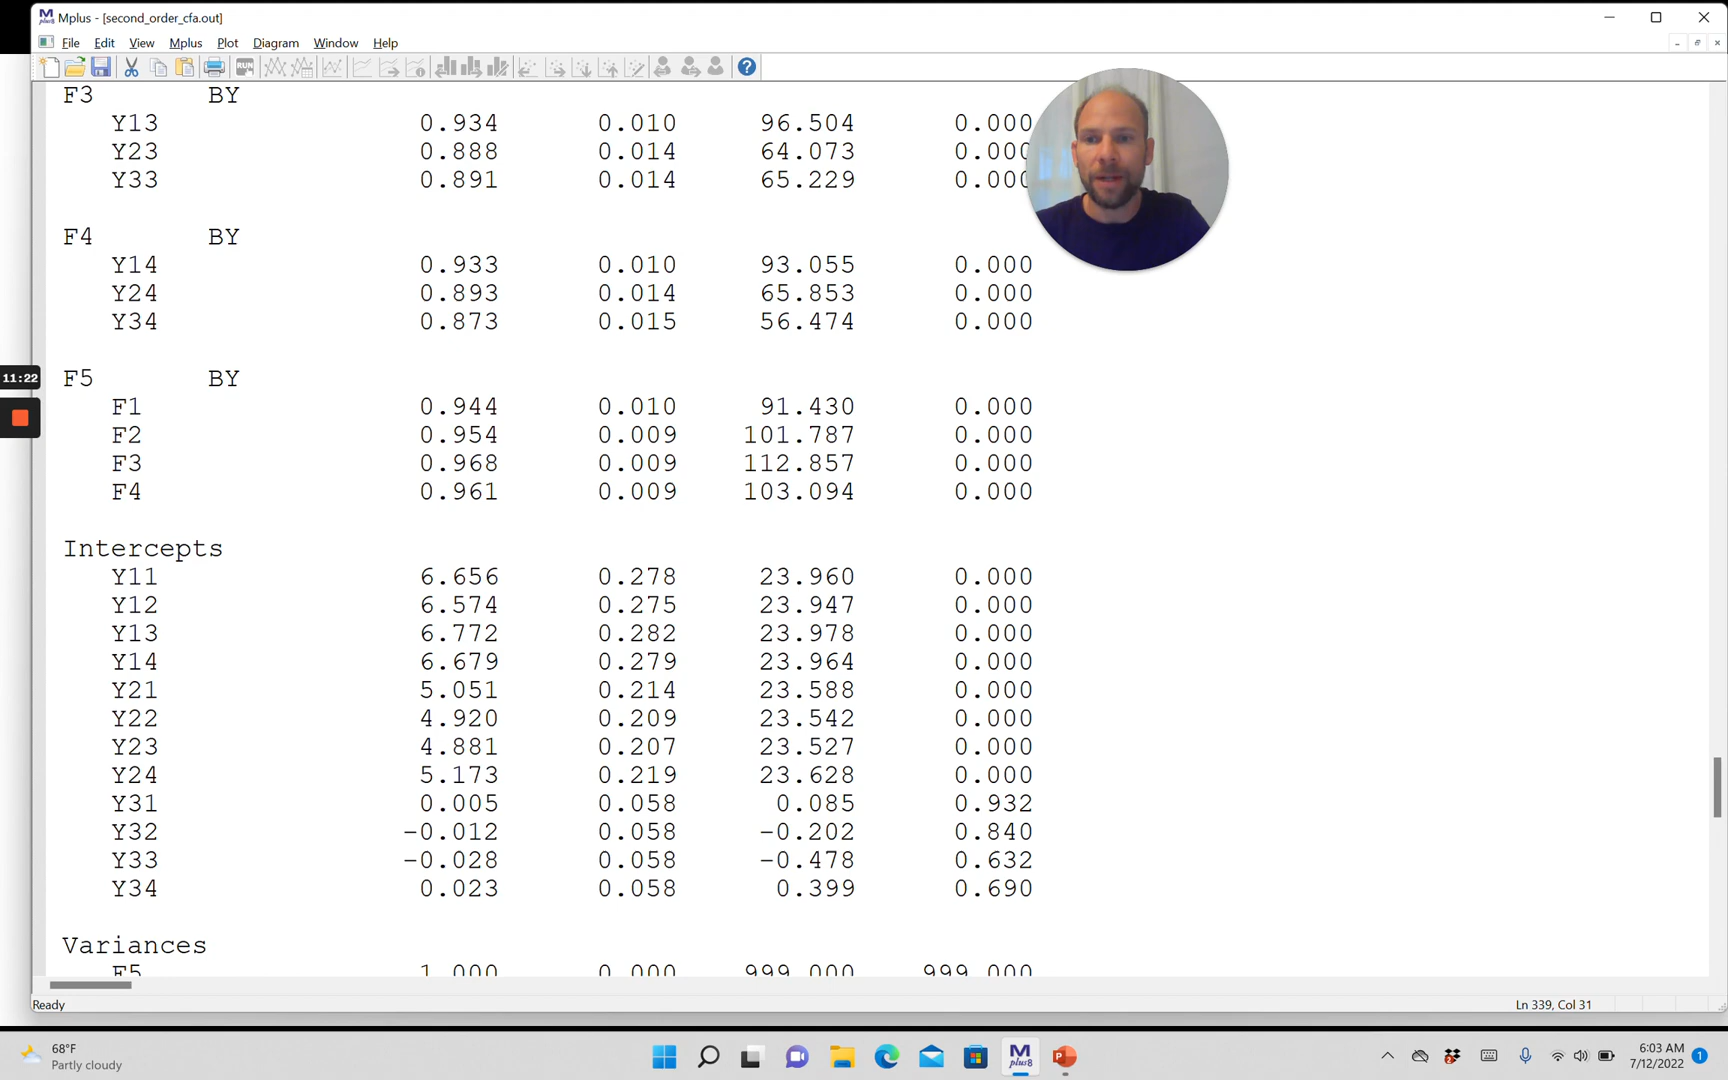 Mplus - [second_order_cfa.out]
File Edit View Mplus Plot Diagram Window Help
RUN
F3 BY
Y13 0.934 0.010 96.504 0.000
Y23 0.888 0.014 64.073 0.000
Y33 0.891 0.014 65.229 0.000
F4 BY
Y14 0.933 0.010 93.055 0.000
Y24 0.893 0.014 65.853 0.000
Y34 0.873 0.015 56.474 0.000
11:22
F5 BY
F1 0.944 0.010 91.430 0.000
F2 0.954 0.009 101.787 0.000
F3 0.968 0.009 112.857 0.000
F4 0.961 0.009 103.094 0.000
Intercepts
Y11 6.656 0.278 23.960 0.000
Y12 6.574 0.275 23.947 0.000
Y13 6.772 0.282 23.978 0.000
Y14 6.679 0.279 23.964 0.000
Y21 5.051 0.214 23.588 0.000
Y22 4.920 0.209 23.542 0.000
Y23 4.881 0.207 23.527 0.000
Y24 5.173 0.219 23.628 0.000
Y31 0.005 0.058 0.085 0.932
Y32 -0.012 0.058 -0.202 0.840
Y33 -0.028 0.058 -0.478 0.632
Y34 0.023 0.058 0.399 0.690
Variances
F5 1.000 0.000 999.000 999.000
Ready Ln 339, Col 31
68°F
Partly cloudy
6:03 AM
7/12/2022
1